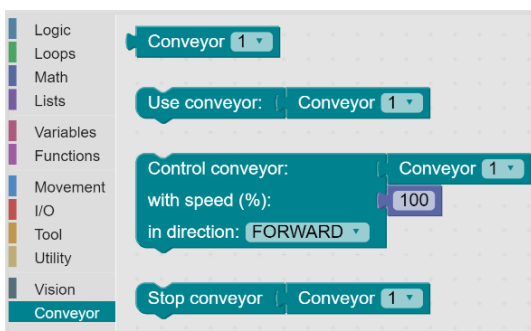 Logic
Loops
Math
Lists
Variables
Functions
Movement
I/O
Tool
Utility
Vision
Conveyor
Conveyor 1
Use conveyor: Conveyor 1
Control conveyor: Conveyor 1
with speed (%): 100
in direction: FORWARD
Stop conveyor Conveyor 1